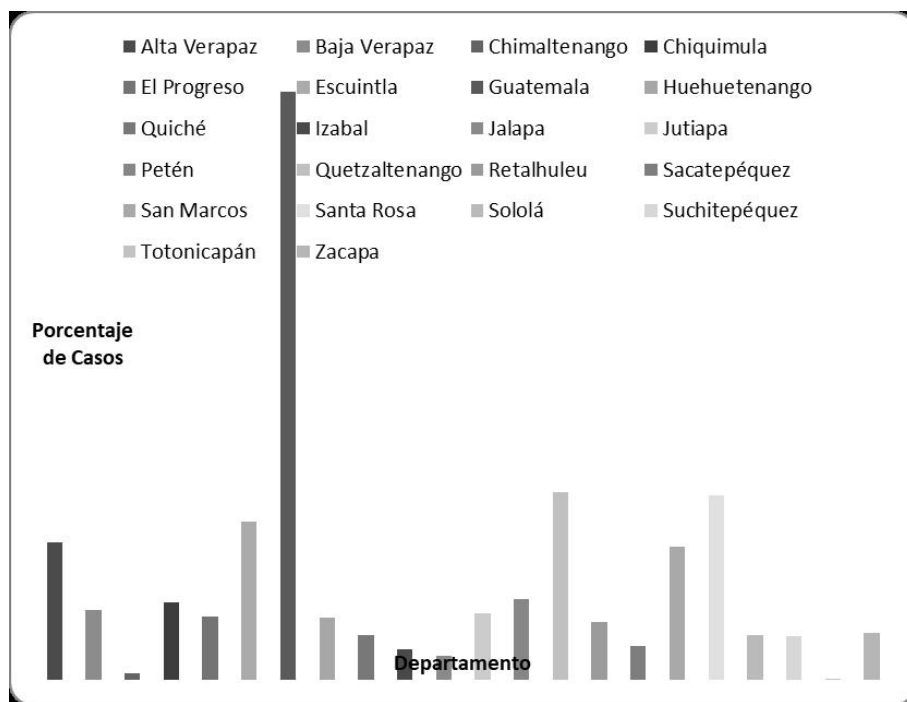 Alta Verapaz Baja Verapaz Chimaltenango Chiquimula
El Progreso Escuintla Guatemala Huehuetenango
Quiché Izabal Jalapa Jutiapa
Petén Quetzaltenango Retalhuleu Sacatepéquez
San Marcos Santa Rosa Sololá Suchitepéquez
Totonicapán Zacapa
Porcentaje
de Casos
Departamento